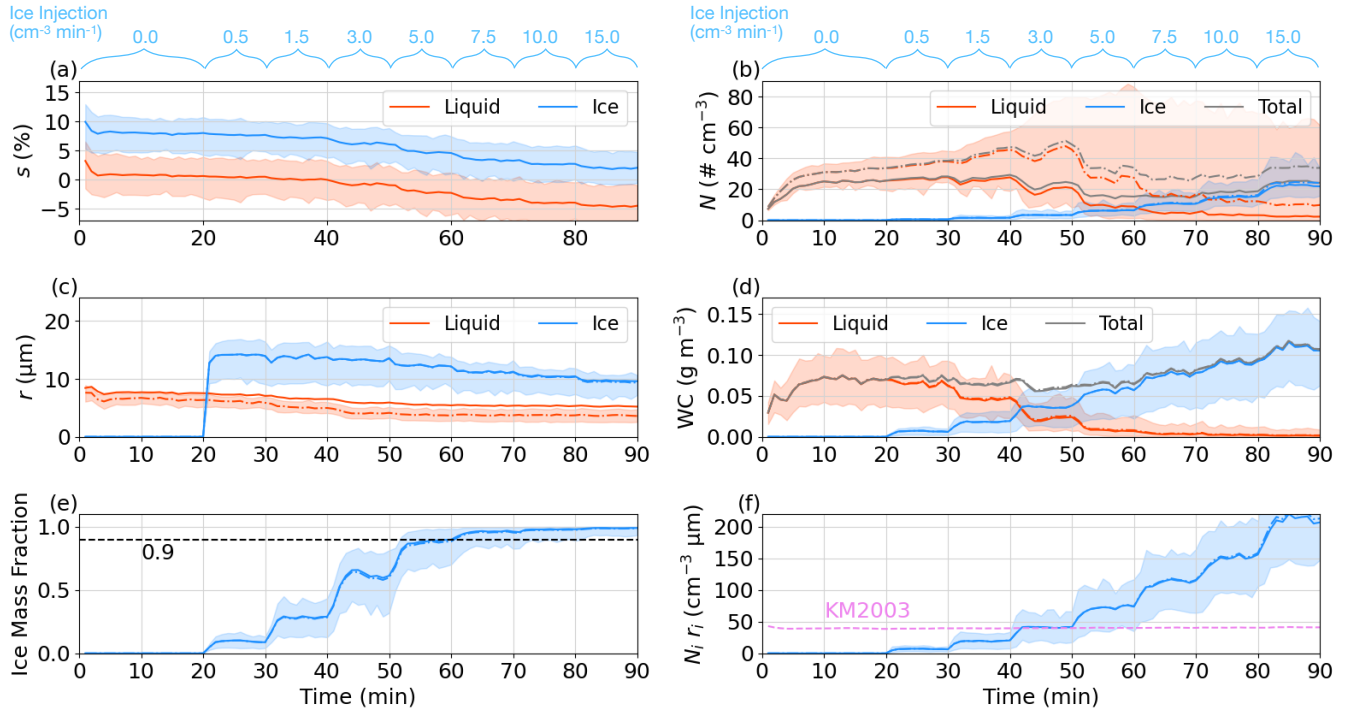 Ice Injection
(cm⁻³ min⁻¹)
0.0 0.5 1.5 3.0 5.0 7.5 10.0 15.0
Ice Injection
(cm⁻³ min⁻¹)
0.0 0.5 1.5 3.0 5.0 7.5 10.0 15.0
(a)
s (%)
15
10
5
0
−5
Liquid Ice
0 20 40 60 80
(b)
N (# cm⁻³)
80
60
40
20
0
Liquid Ice Total
0 10 20 30 40 50 60 70 80 90
(c)
r (μm)
20
10
0
Liquid Ice
0 10 20 30 40 50 60 70 80 90
(d)
WC (g m⁻³)
0.15
0.10
0.05
0.00
Liquid Ice Total
0 10 20 30 40 50 60 70 80 90
(e)
Ice Mass Fraction
1.0
0.5
0.0
0.9
0 10 20 30 40 50 60 70 80 90
Time (min)
(f)
Nᵢ rᵢ (cm⁻³ μm)
200
150
100
50
0
KM2003
0 10 20 30 40 50 60 70 80 90
Time (min)